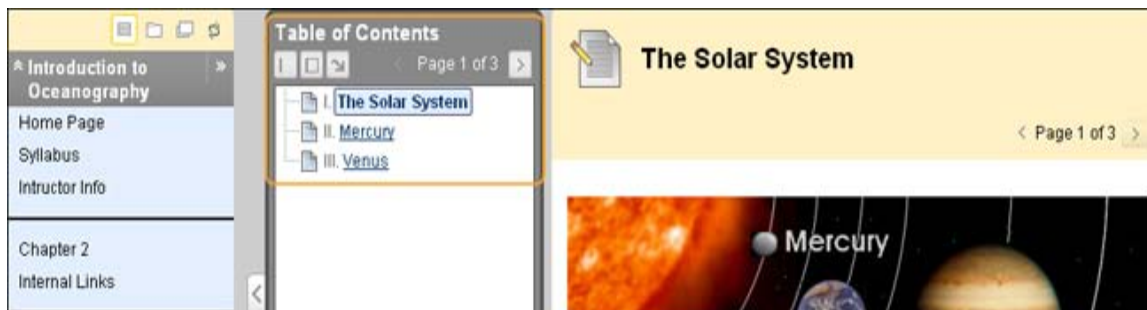 Introduction to
Oceanography
Home Page
Syllabus
Intructor Info
Chapter 2
Internal Links
Table of Contents
Page 1 of 3
I. The Solar System
II. Mercury
III. Venus
The Solar System
< Page 1 of 3 >
Mercury